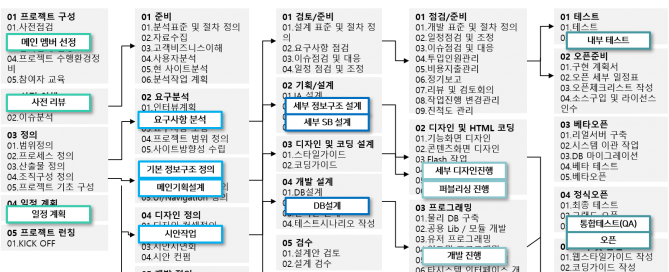 01 프로젝트 구성
01.사전점검
메인 멤버 선정
04.프로젝트 수행환경정
비
05.참여자 교육
사전 리뷰
02.이슈분석
03 정의
01.범위정의
02.프로세스 정의
03.산출물 정의
04.조직구성 정의
05.프로젝트 기초 구성
04 일정 계획
일정 계획
05 프로젝트 런칭
01.KICK OFF
01 준비
01.분석표준 및 절차 정의
02.자료수집
03.고객비즈니스이해
04.사용자분석
05.현 사이트분석
06.분석작업 계획
02 요구분석
01.인터뷰계획
요구사항 분석
04.프로젝트 범위 정의
05.사이트방향성 수립
기본 정보구조 정의
메인기획설계
03.UI/Navigation 정의
04 디자인 정의
시안작업
03.시안시연회
04.시안 컨펌
01 검토/준비
01.설계 표준 및 절차 정
의
02.요구사항 점검
03.이슈점검 및 대응
04.일정 점검 및 조정
02 기획/설계
01.IA 설계
세부 정보구조 설계
세부 SB 설계
03 디자인 및 코딩 설계
01.스타일가이드
02.코딩가이드
04 개발 설계
DB설계
04.테스트시나리오 작성
05 검수
01.설계안 검토
02.설계 검수
01 점검/준비
01.개발 표준 및 절차 정의
02.일정점검 및 조정
03.이슈점검 및 대응
04.투입인원관리
05.비용지출관리
06.정기보고
07.리뷰 및 검토회의
08.작업진행 변경관리
09.진척도 관리
02 디자인 및 HTML 코딩
01.기능화면 디자인
02.콘텐츠화면 디자인
03.Flash 작업
세부 디자인진행
퍼블리싱 진행
03 프로그래밍
01.물리 DB 구축
02.공용 Lib / 모듈 개발
03.유저 프로그래밍
개발 진행
06.타시스템 인터페이스 개
01 테스트
01.테스트
내부 테스트
02 오픈준비
01.구현 계획서
02.오픈 세부 일정표
03.오픈체크리스트 작성
04.소스구입 및 라이선스
인수
03 베타오픈
01.리얼서버 구축
02.시스템 이관 작업
03.DB 마이그레이션
04.베타 테스트
05.베타오픈
04 정식오픈
01.최종 테스트
통합테스트(QA)
오픈
01.웹스타일가이드 작성
02.코딩가이드 작성